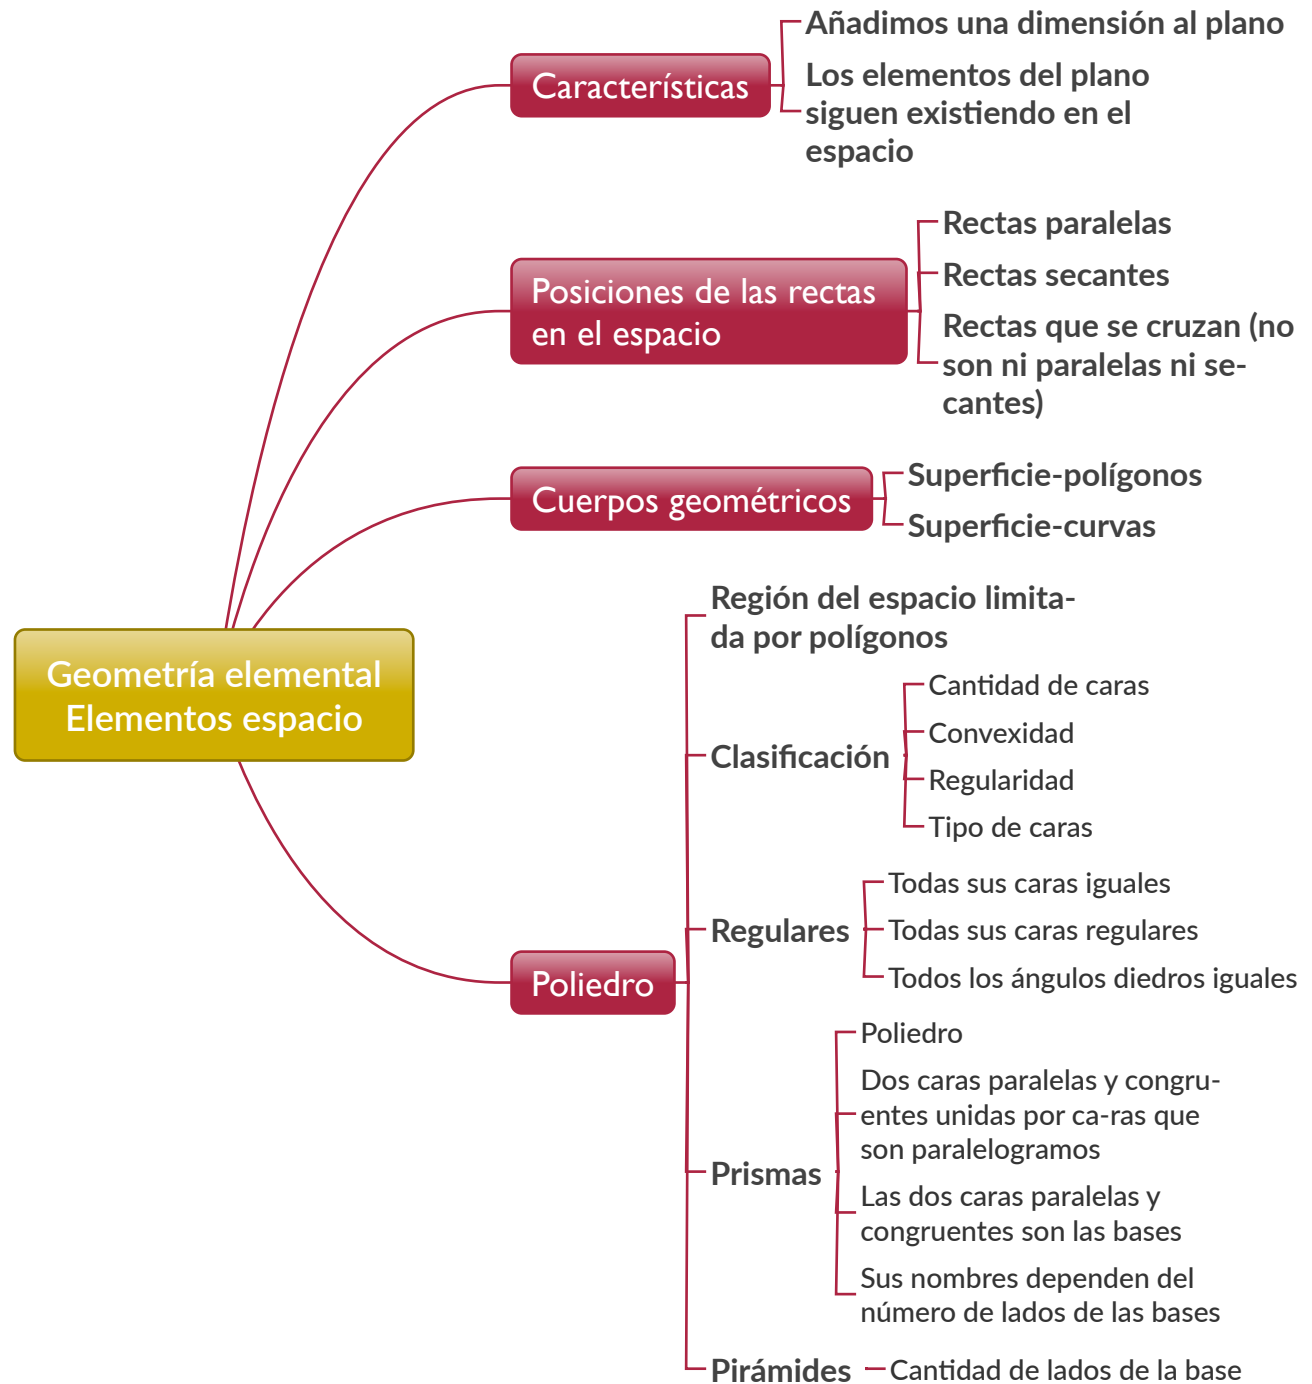 Geometría elemental
Elementos espacio
Características
Añadimos una dimensión al plano
Los elementos del plano
siguen existiendo en el
espacio
Posiciones de las rectas
en el espacio
Rectas paralelas
Rectas secantes
Rectas que se cruzan (no
son ni paralelas ni se-
cantes)
Cuerpos geométricos
Superficie-polígonos
Superficie-curvas
Poliedro
Región del espacio limita-
da por polígonos
Clasificación
Cantidad de caras
Convexidad
Regularidad
Tipo de caras
Regulares
Todas sus caras iguales
Todas sus caras regulares
Todos los ángulos diedros iguales
Prismas
Poliedro
Dos caras paralelas y congru-
entes unidas por ca-ras que
son paralelogramos
Las dos caras paralelas y
congruentes son las bases
Sus nombres dependen del
número de lados de las bases
Pirámides
Cantidad de lados de la base